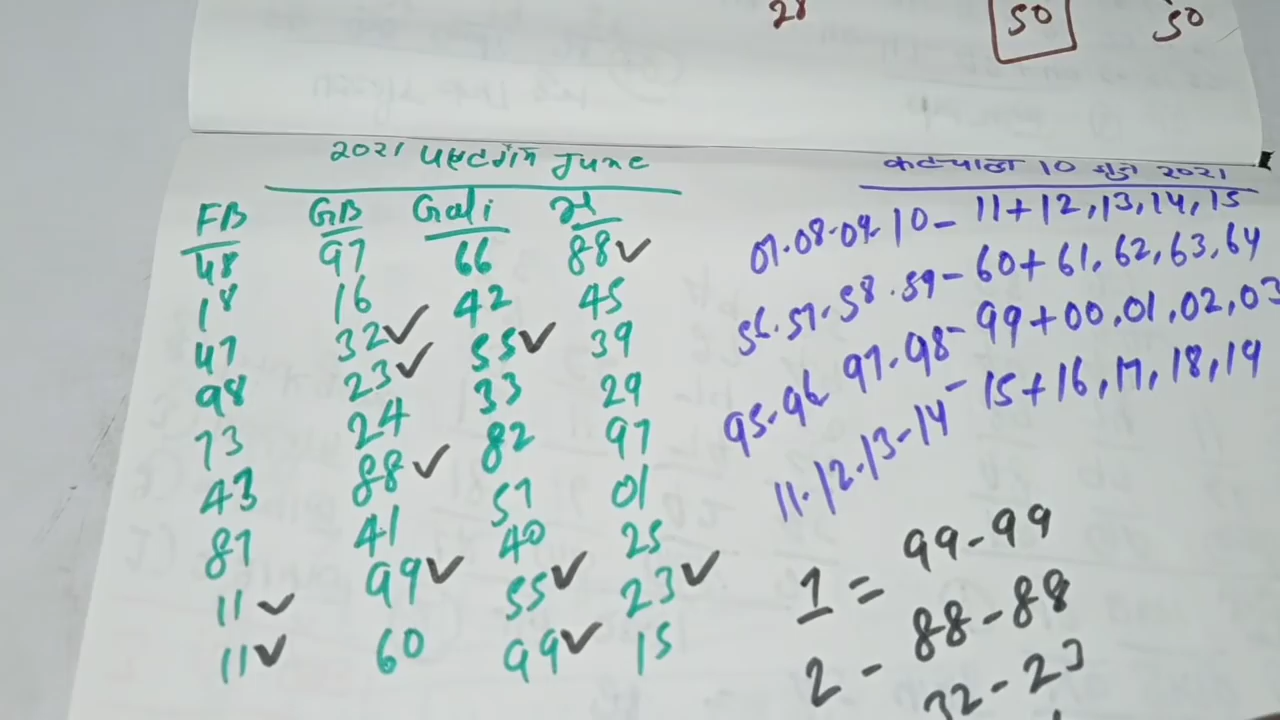 28 50 50
2021 June
FB GB Gali
48 97 66 88✓
18 16 42 45
47 32✓ 55✓ 39
98 23✓ 33 29
73 24 82 97
43 88✓ 57 01
87 41 40 25
11✓ 99✓ 55✓ 23✓
11✓ 60 99✓ 15
कल्याण 10 जून 2021
07.08.09.10- 11+12,13,14,15
56.57.58.59-60+61,62,63,64
95.96.97.98-99+00,01,02,03
11.12.13-14-15+16,17,18,19
1 = 99-99
2 - 88-88
32-23